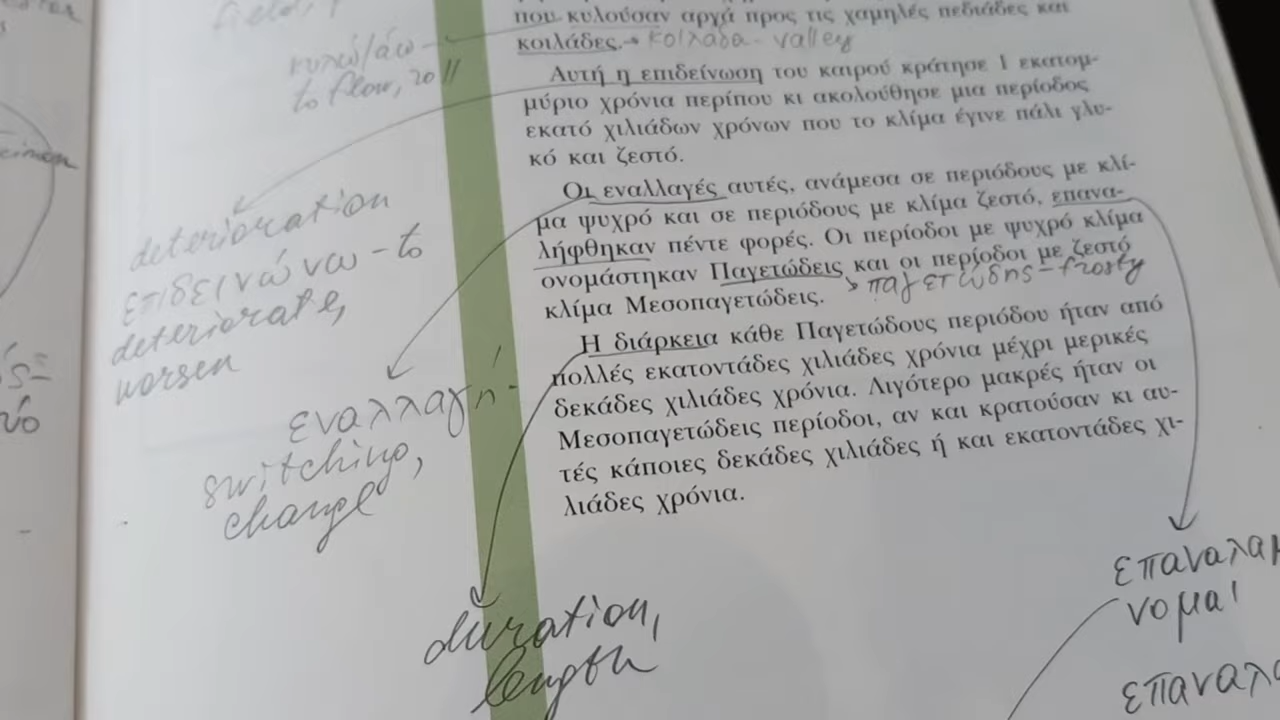 που κυλούσαν αργά προς τις χαμηλές πεδιάδες και
κοιλάδες. κοιλάδα - valley
Αυτή η επιδείνωση του καιρού κράτησε 1 εκατομ-
μύριο χρόνια περίπου κι ακολούθησε μια περίοδος
εκατό χιλιάδων χρόνων που το κλίμα έγινε πάλι γλυ-
κό και ζεστό.
Οι εναλλαγές αυτές, ανάμεσα σε περιόδους με κλί-
μα ψυχρό και σε περιόδους με κλίμα ζεστό, επανα-
λήφθηκαν πέντε φορές. Οι περίοδοι με ψυχρό κλίμα
ονομάστηκαν Παγετώδεις και οι περίοδοι με ζεστό
κλίμα Μεσοπαγετώδεις.
παγετώδης - frosty
Η διάρκεια κάθε Παγετώδους περιόδου ήταν από
πολλές εκατοντάδες χιλιάδες χρόνια μέχρι μερικές
δεκάδες χιλιάδες χρόνια. Λιγότερο μακρές ήταν οι
Μεσοπαγετώδεις περίοδοι, αν και κρατούσαν κι αυ-
τές κάποιες δεκάδες χιλιάδες ή και εκατοντάδες χι-
λιάδες χρόνια.
κυλώ/άω -
to flow, roll
deterioration
επιδεινώνω - to
deteriorate,
worsen
εναλλαγή -
switching,
change
duration,
length
επαναλαμ
νομαι
επαναλα